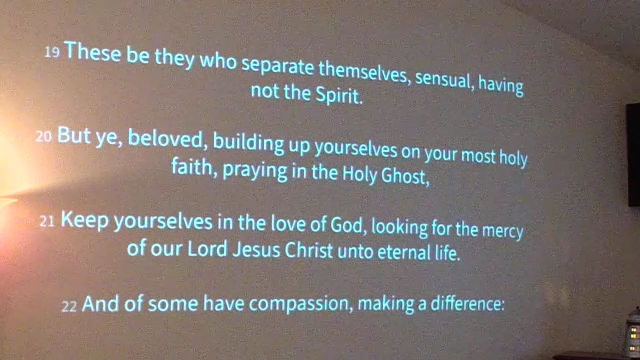 19 These be they who separate themselves, sensual, having
not the Spirit.
20 But ye, beloved, building up yourselves on your most holy
faith, praying in the Holy Ghost,
21 Keep yourselves in the love of God, looking for the mercy
of our Lord Jesus Christ unto eternal life.
22 And of some have compassion, making a difference: